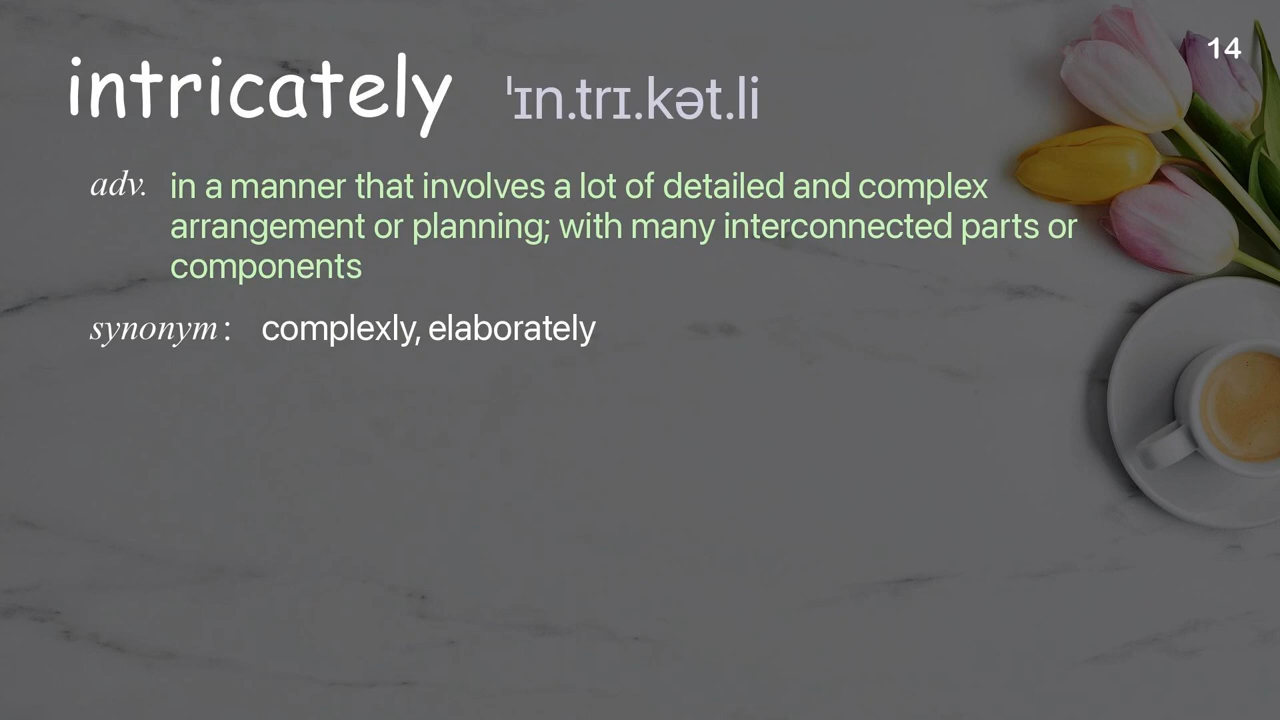 14
intricately ˈɪn.trɪ.kət.li
adv. in a manner that involves a lot of detailed and complex
arrangement or planning; with many interconnected parts or
components
synonym : complexly, elaborately